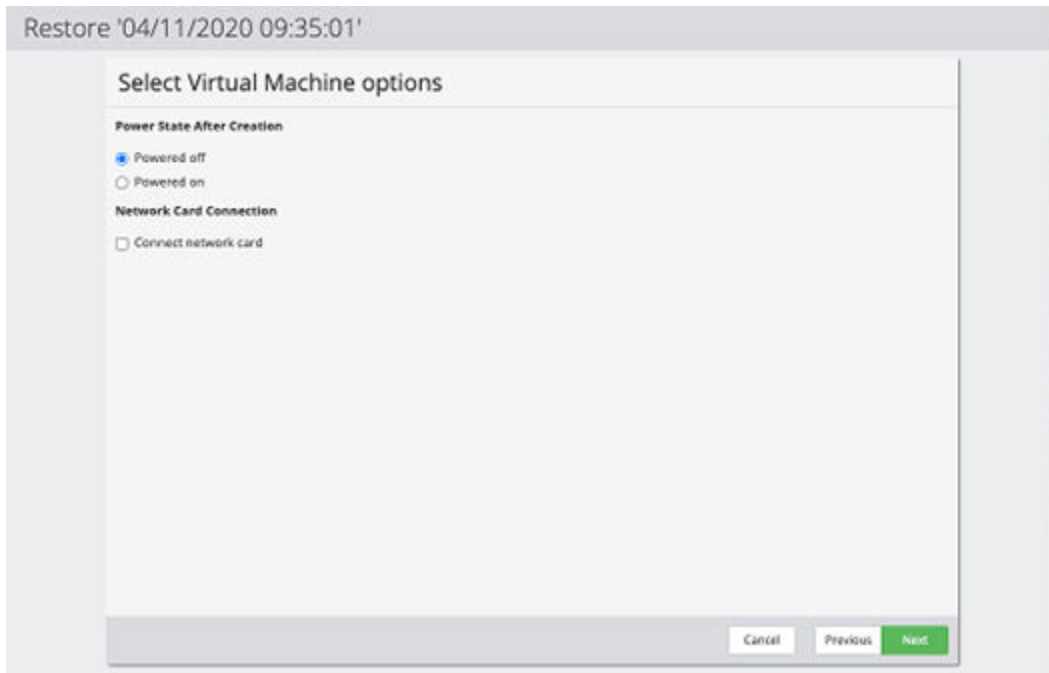 Restore '04/11/2020 09:35:01'
Select Virtual Machine options
Power State After Creation
Powered off
Powered on
Network Card Connection
Connect network card
Cancel Previous Next